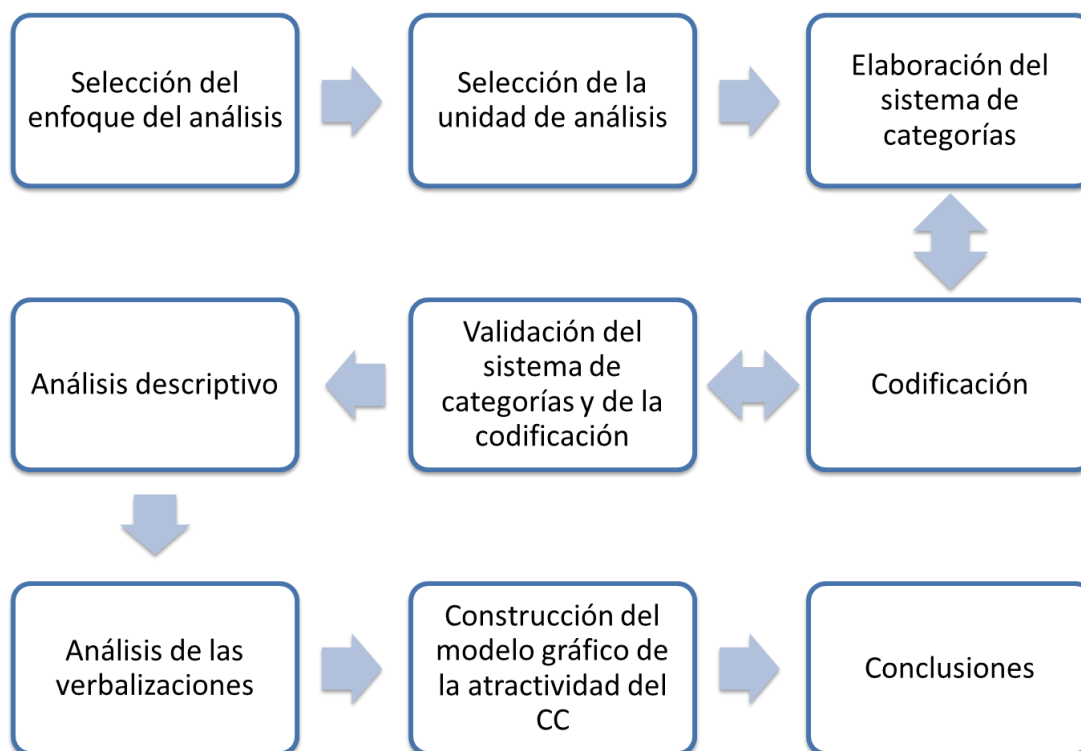 Selección del
enfoque del análisis
Selección de la
unidad de análisis
Elaboración del
sistema de
categorías
Análisis descriptivo
Validación del
sistema de
categorías y de la
codificación
Codificación
Análisis de las
verbalizaciones
Construcción del
modelo gráfico de
la atractividad del
CC
Conclusiones